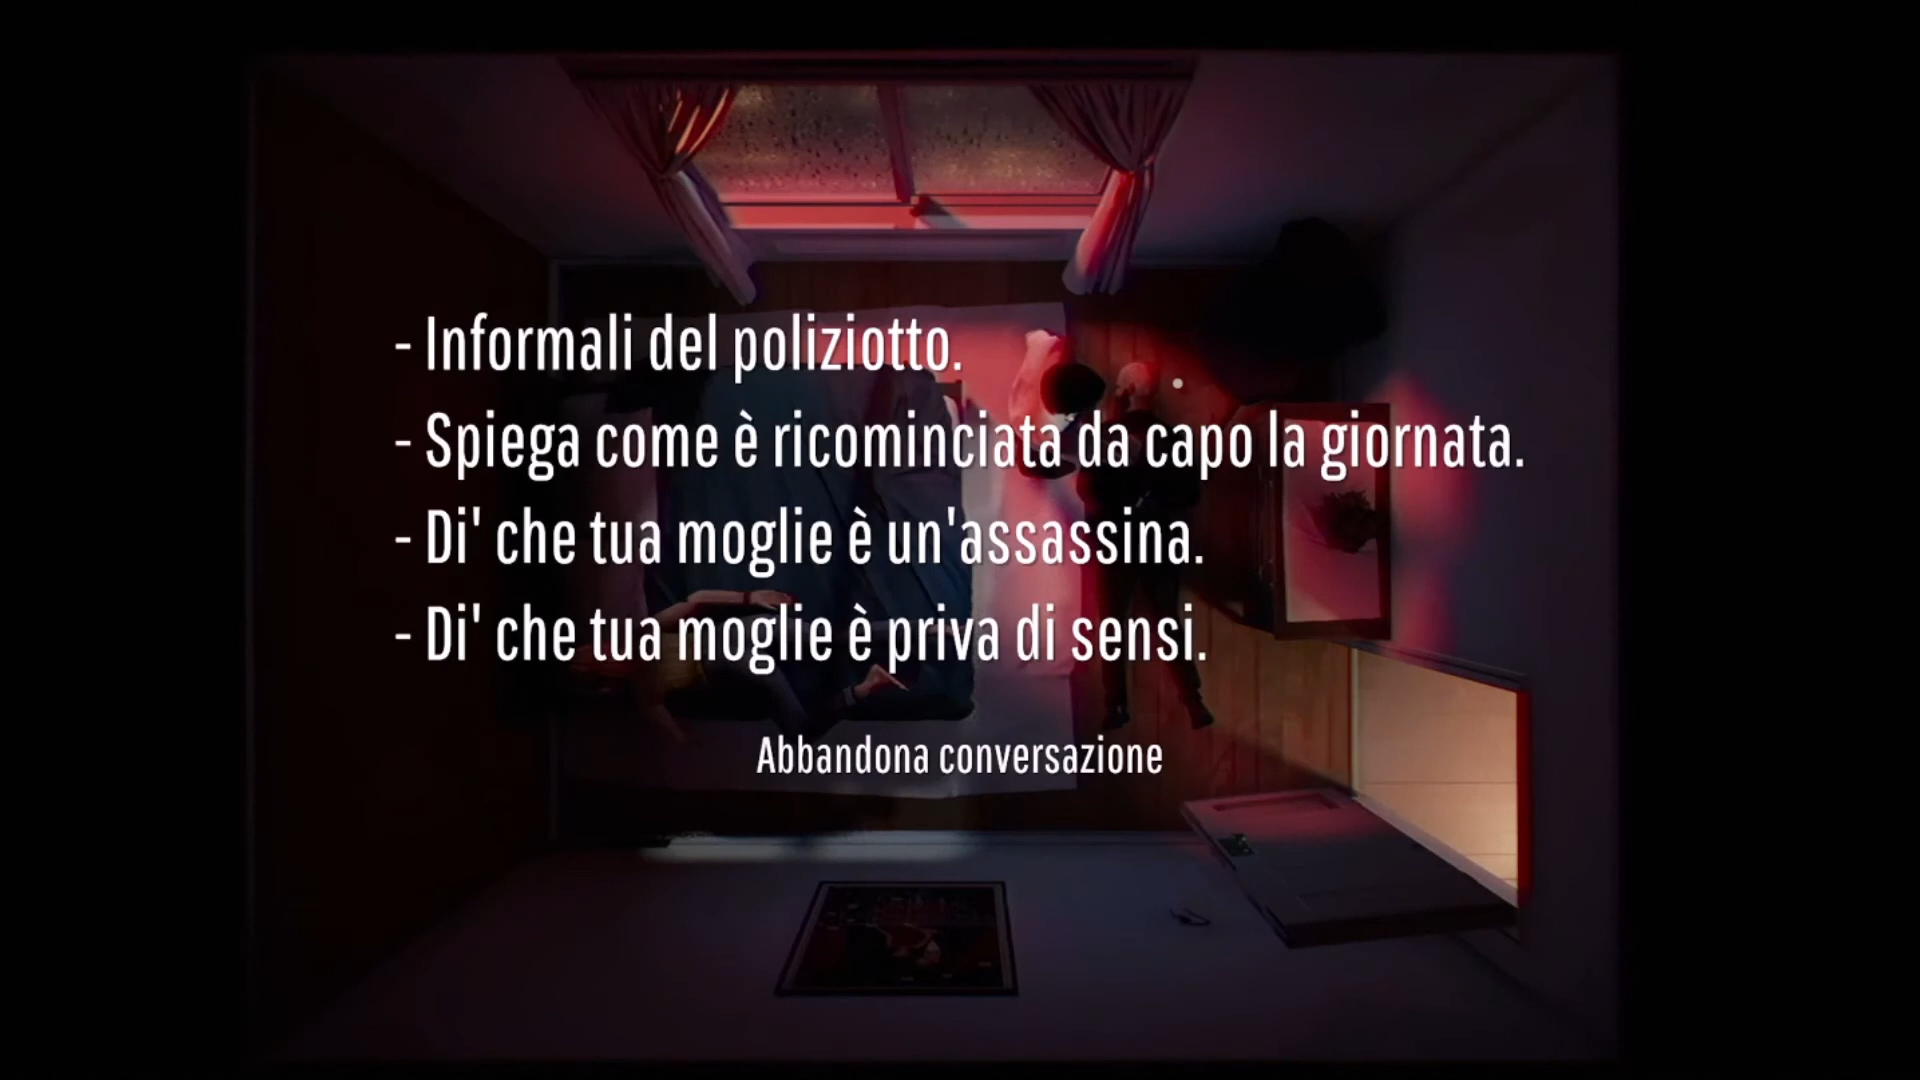 - Informali del poliziotto.
- Spiega come è ricominciata da capo la giornata.
- Di' che tua moglie è un'assassina.
- Di' che tua moglie è priva di sensi.
Abbandona conversazione